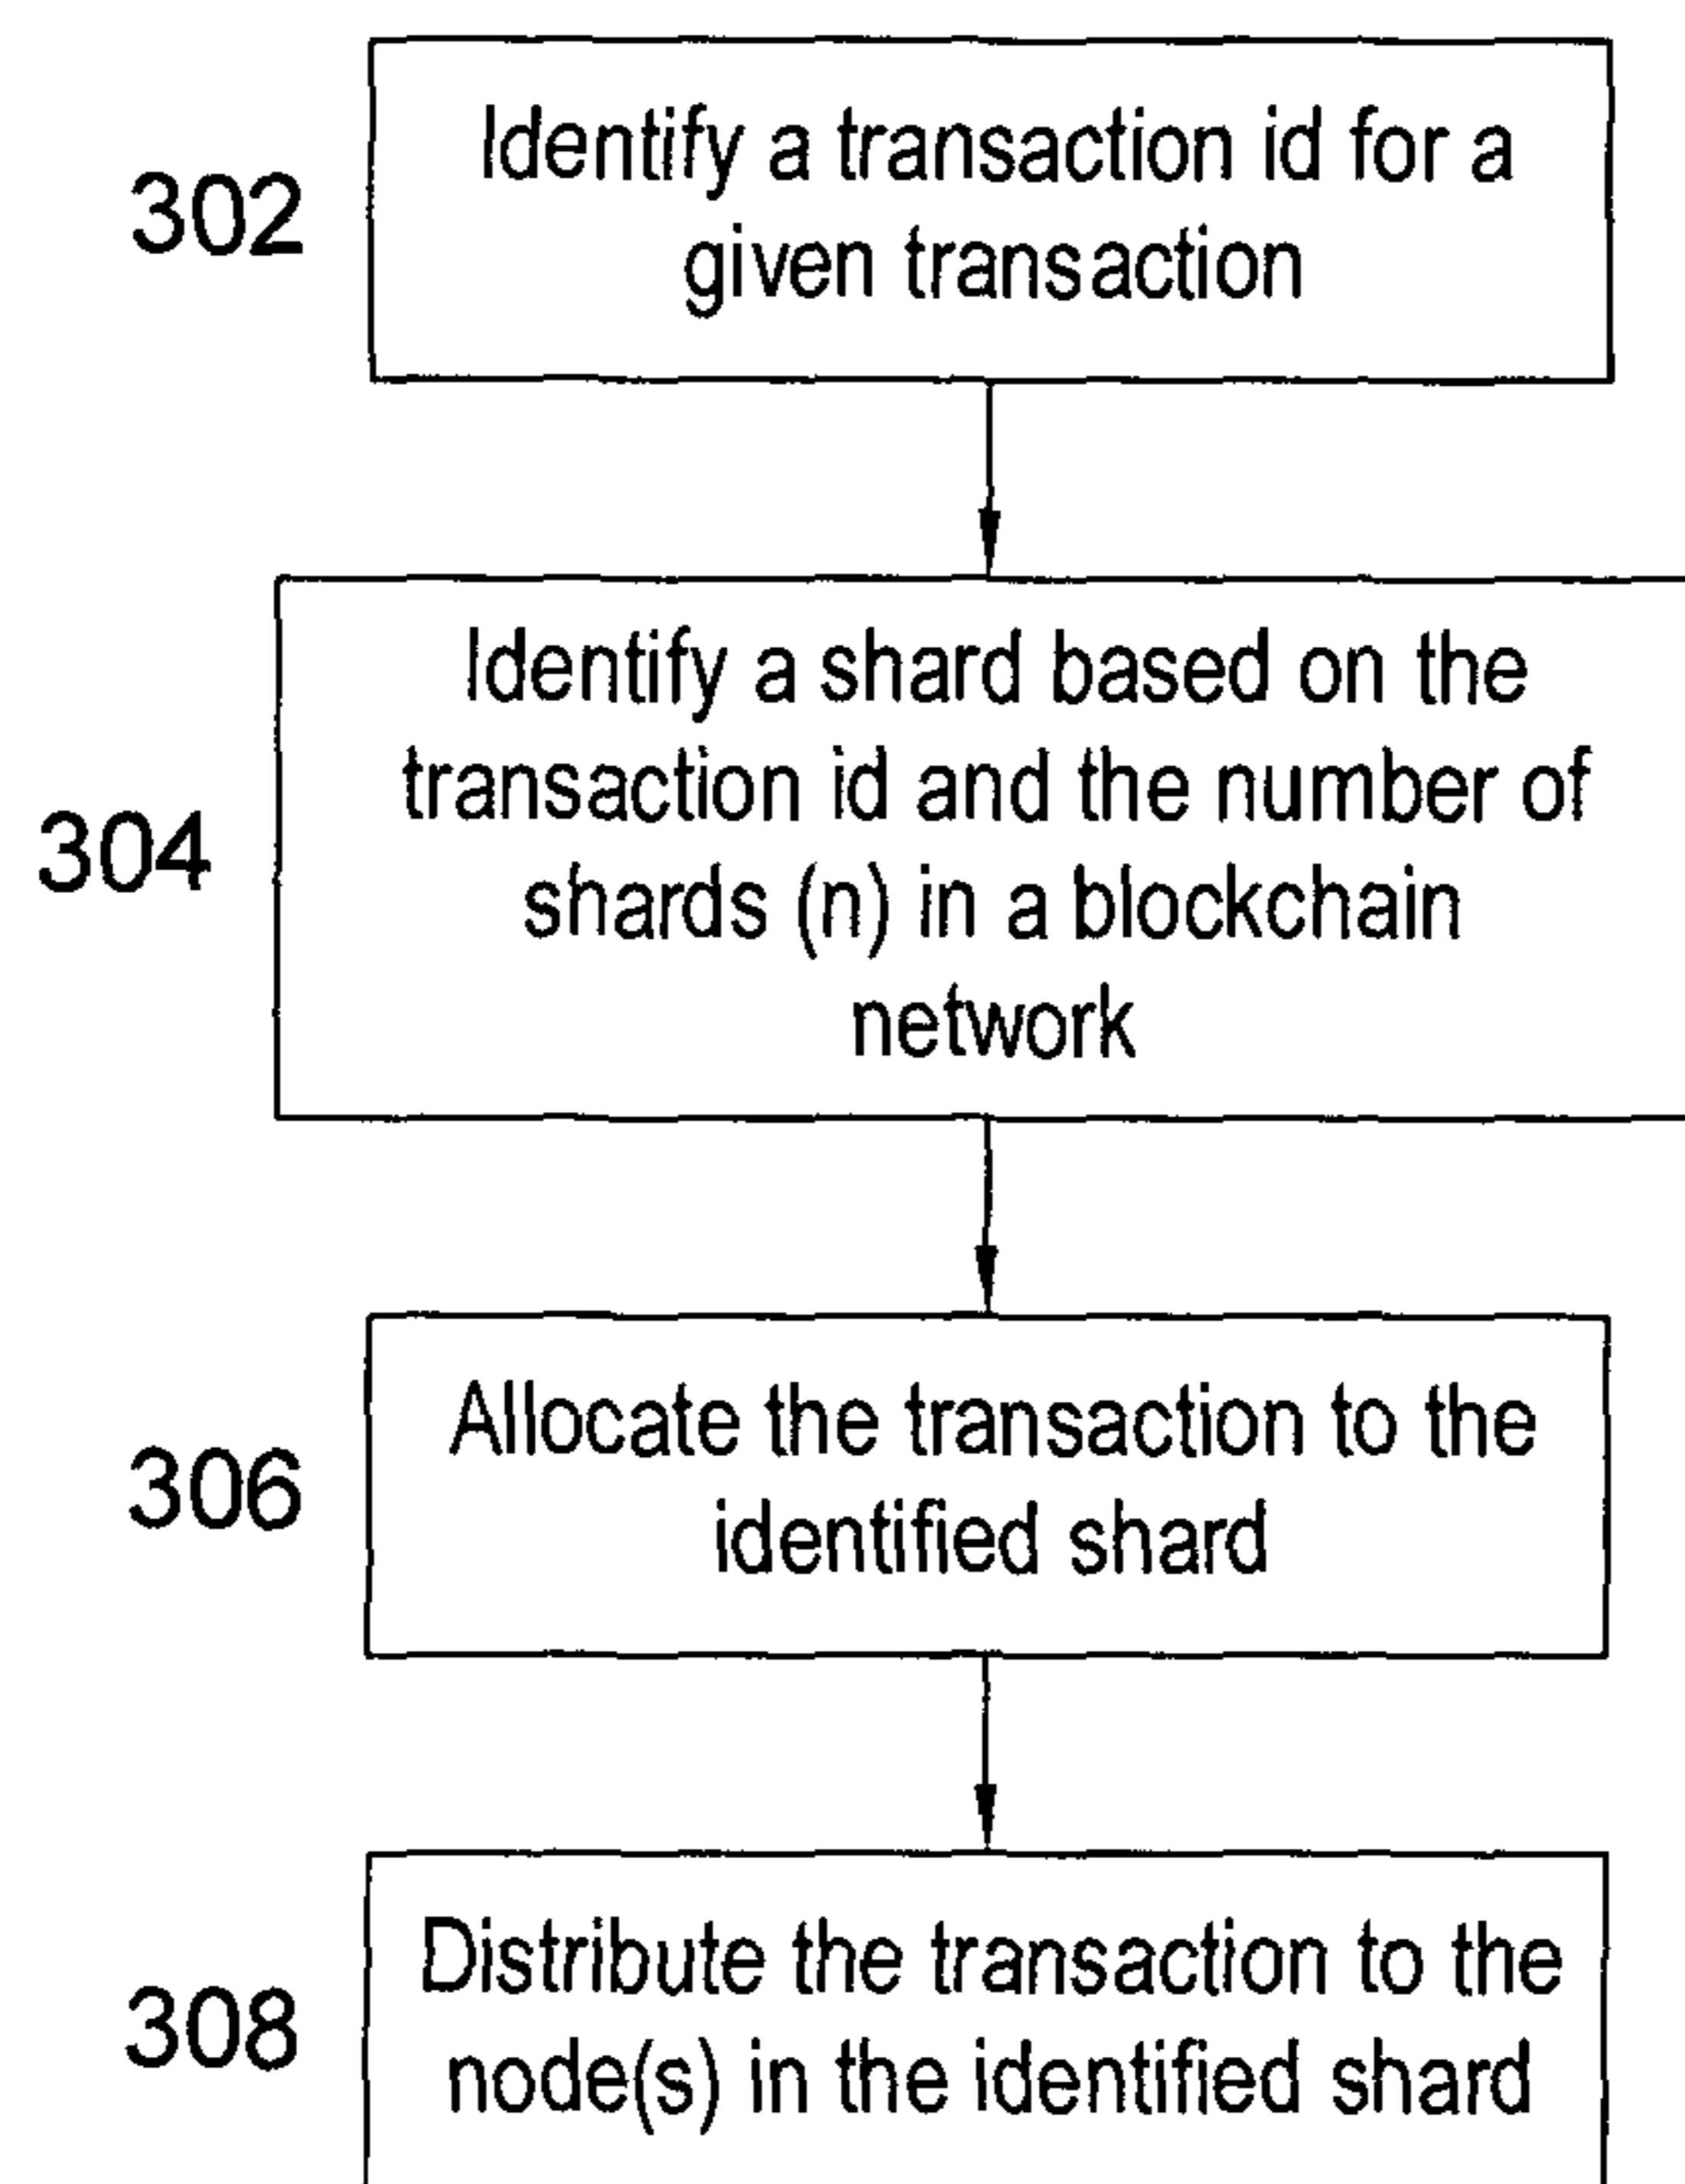 302
Identify a transaction id for a
given transaction
304
Identify a shard based on the
transaction id and the number of
shards (n) in a blockchain
network
306
Allocate the transaction to the
identified shard
308
Distribute the transaction to the
node(s) in the identified shard